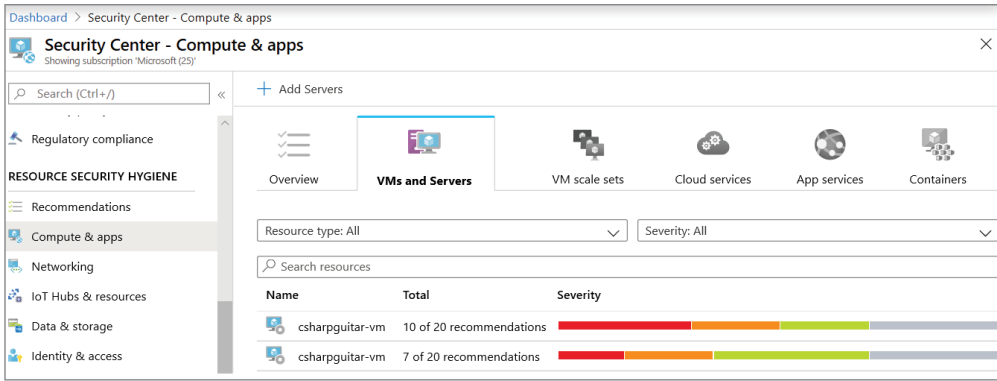 Dashboard > Security Center - Compute & apps
Security Center - Compute & apps
Showing subscription 'Microsoft (25)'
Search (Ctrl+/)
«
Add Servers
Regulatory compliance
RESOURCE SECURITY HYGIENE
Recommendations
Compute & apps
Networking
IoT Hubs & resources
Data & storage
Identity & access
Overview
VMs and Servers
VM scale sets
Cloud services
App services
Containers
Resource type: All
Severity: All
Search resources
Name Total Severity
csharpguitar-vm 10 of 20 recommendations
csharpguitar-vm 7 of 20 recommendations